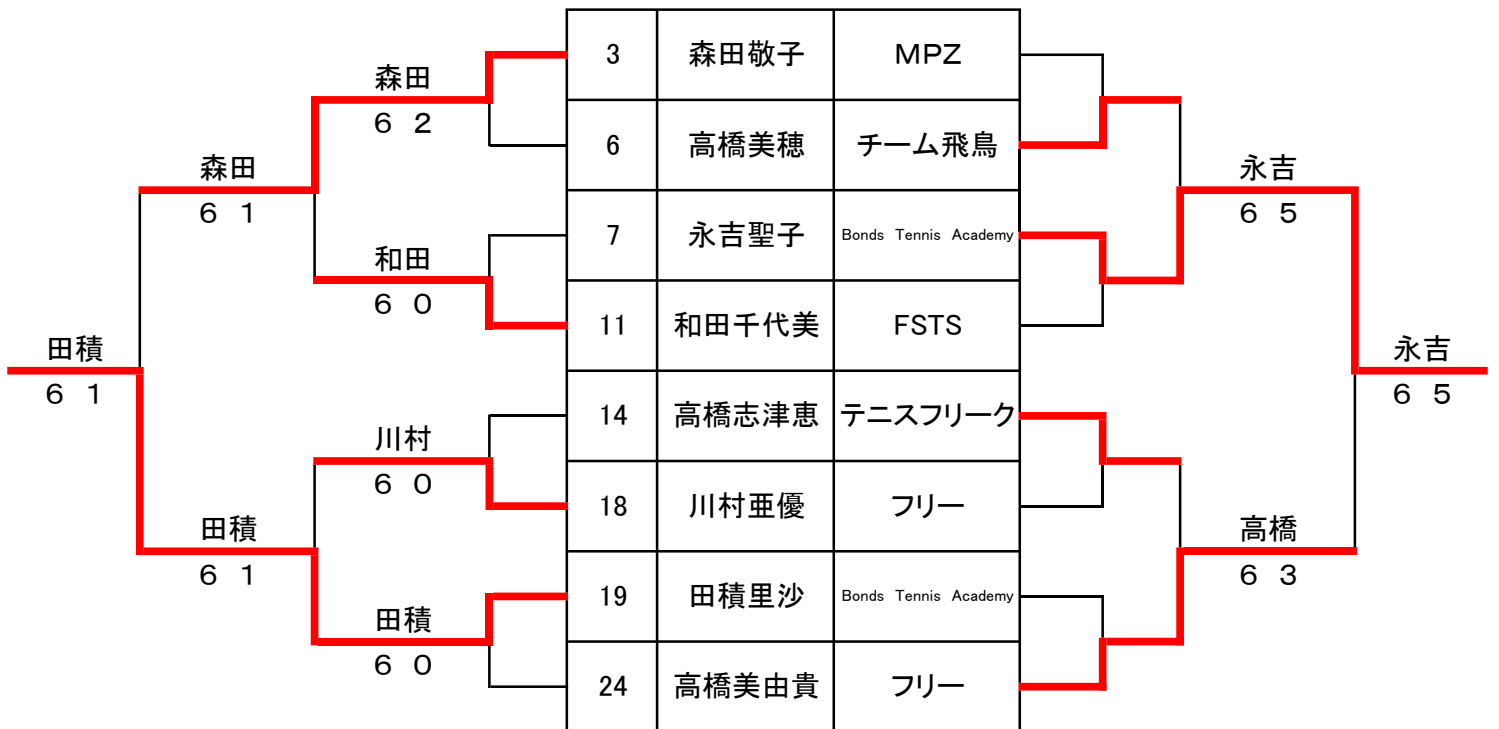 3 森田敬子 MPZ
6 高橋美穂 チーム飛鳥
7 永吉聖子 Bonds Tennis Academy
11 和田千代美 FSTS
14 高橋志津恵 テニスフリーク
18 川村亜優 フリー
19 田積里沙 Bonds Tennis Academy
24 高橋美由貴 フリー
森田
6 2
和田
6 0
川村
6 0
田積
6 0
森田
6 1
田積
6 1
田積
6 1
永吉
6 5
高橋
6 3
永吉
6 5